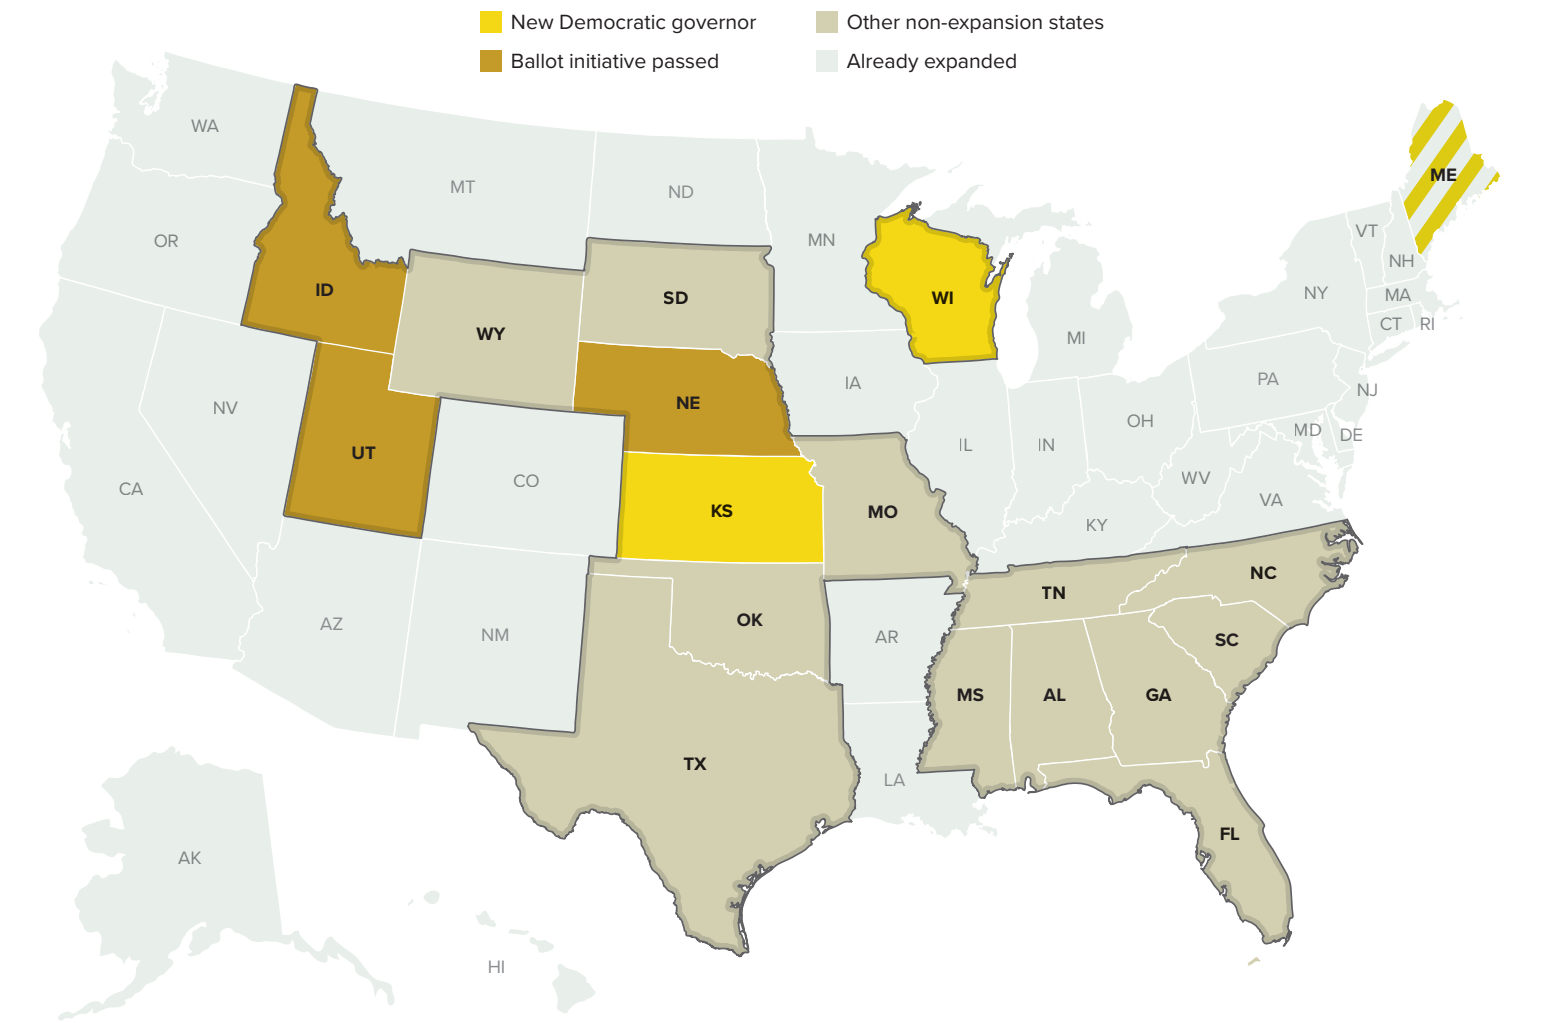 New Democratic governor
Other non-expansion states
Ballot initiative passed
Already expanded
WA
MT
ND
OR
MN
ME
VT
NH
ID
SD
WI
NY
MA
WY
CT
RI
MI
IA
PA
NJ
NV
NE
OH
MD
DE
UT
IL
IN
CA
CO
WV
VA
KS
MO
KY
NC
TN
AZ
NM
OK
AR
SC
MS
AL
GA
TX
LA
FL
AK
HI